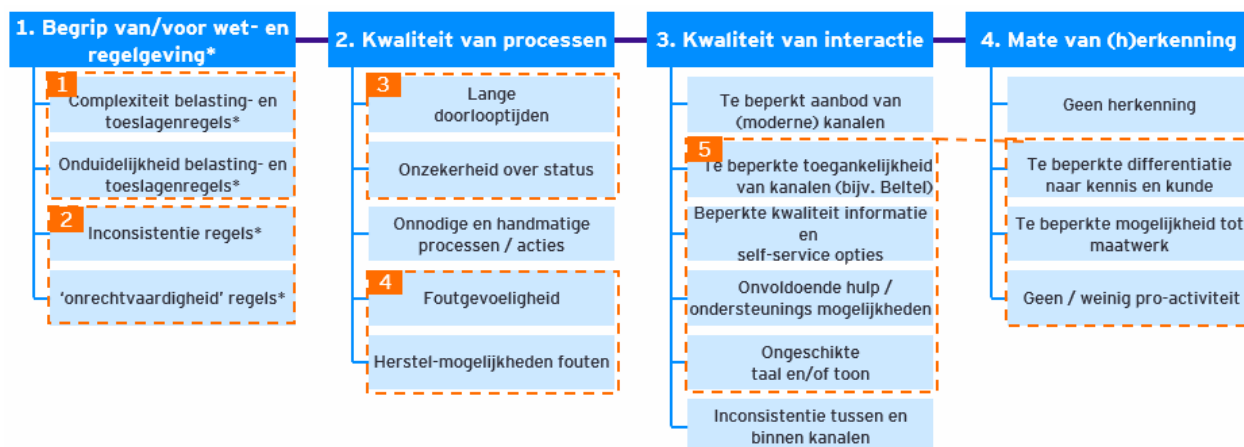 1. Begrip van/voor wet- en
regelgeving*
1
Complexiteit belasting- en
toeslagenregels*
Onduidelijkheid belasting- en
toeslagenregels*
2
Inconsistentie regels*
‘onrechtvaardigheid’ regels*
2. Kwaliteit van processen
3
Lange
doorlooptijden
Onzekerheid over status
Onnodige en handmatige
processen / acties
4
Foutgevoeligheid
Herstel-mogelijkheden fouten
3. Kwaliteit van interactie
Te beperkt aanbod van
(moderne) kanalen
5
Te beperkte toegankelijkheid
van kanalen (bijv. Beltel)
Beperkte kwaliteit informatie
en
self-service opties
Onvoldoende hulp /
ondersteunings mogelijkheden
Ongeschikte
taal en/of toon
Inconsistentie tussen en
binnen kanalen
4. Mate van (h)erkenning
Geen herkenning
Te beperkte differentiatie
naar kennis en kunde
Te beperkte mogelijkheid tot
maatwerk
Geen / weinig pro-activiteit